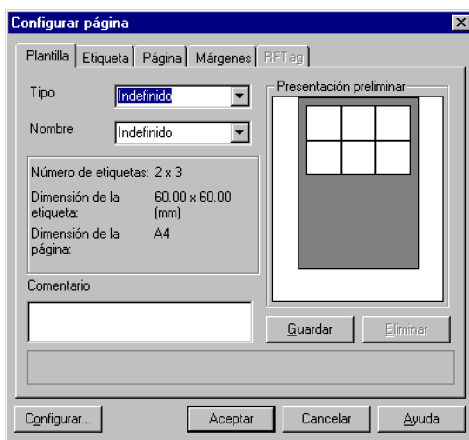 Configurar página
Plantilla Etiqueta Página Márgenes RFTag
Tipo Indefinido
Nombre Indefinido
Presentación preliminar
Número de etiquetas: 2 x 3
Dimensión de la etiqueta: 60.00 x 60.00 (mm)
Dimensión de la página: A4
Comentario
Guardar Eliminar
Configurar... Aceptar Cancelar Ayuda